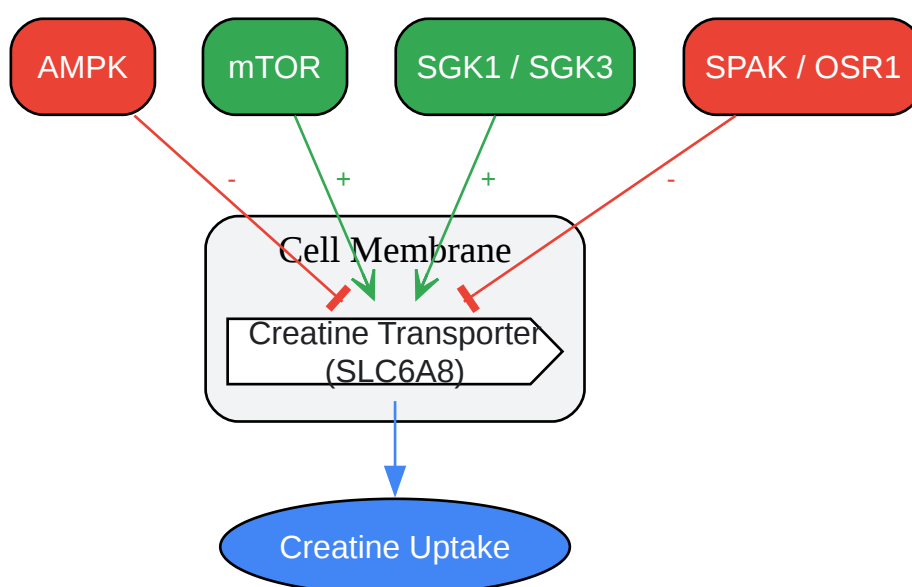 AMPK
mTOR
SGK1 / SGK3
SPAK / OSR1
-
+
+
-
Cell Membrane
Creatine Transporter
(SLC6A8)
Creatine Uptake